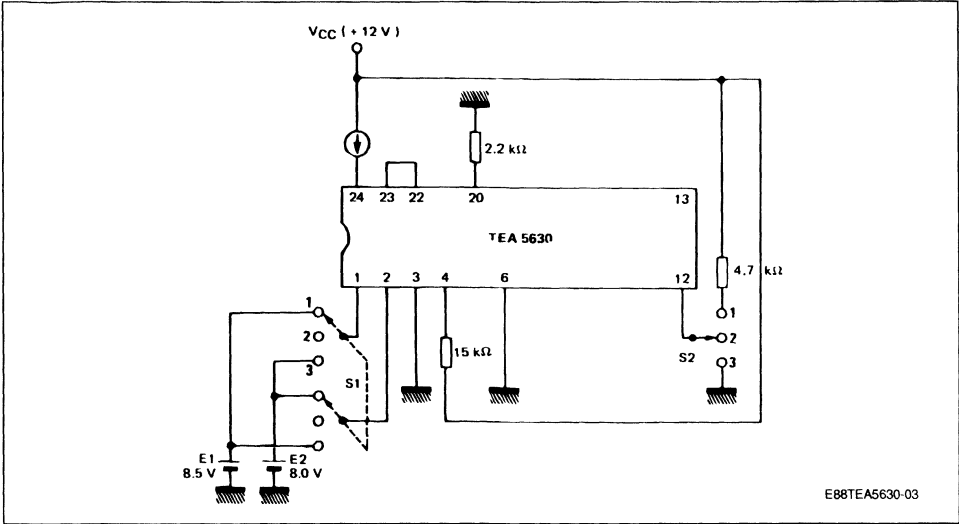 VCC ( + 12 V )
2.2 kΩ
24 23 22 20 13
TEA 5630
1 2 3 4 6 12
4.7 kΩ
1
2
3
S1
15 kΩ
S2
1
2
3
E1
8.5 V
E2
8.0 V
E88TEA5630-03